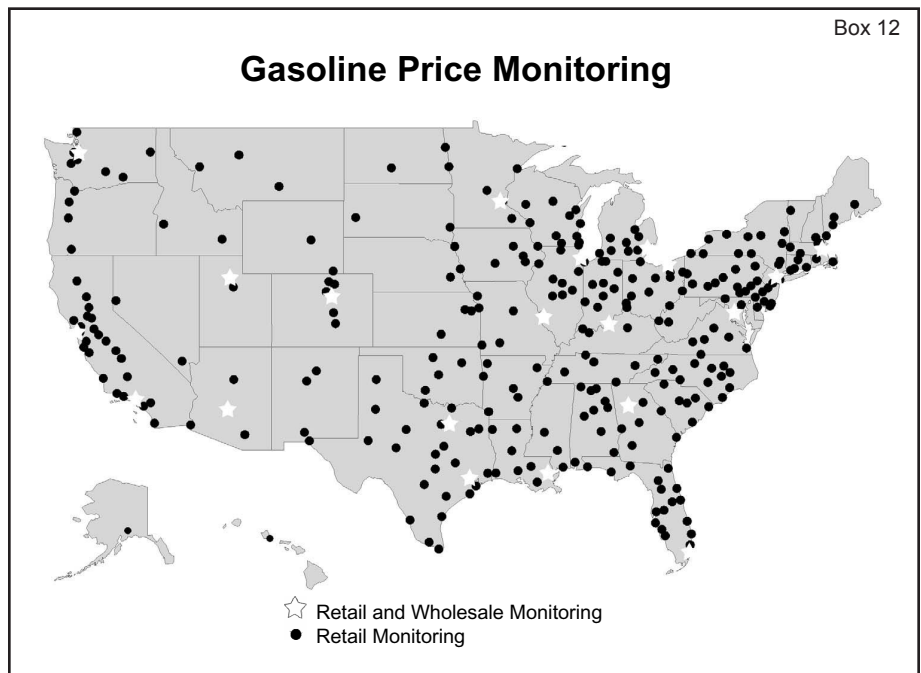 Box 12
Gasoline Price Monitoring
Retail and Wholesale Monitoring
Retail Monitoring